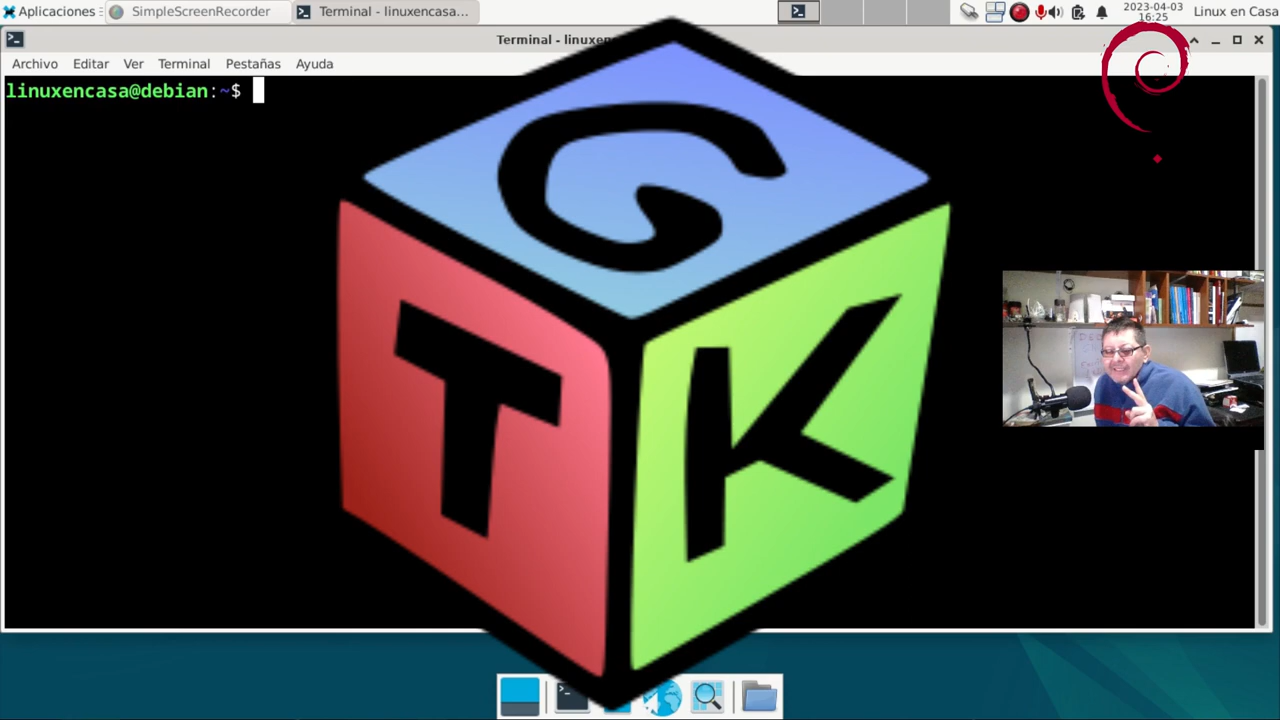 Aplicaciones
SimpleScreenRecorder
Terminal - linuxencasa...
2023-04-03
16:25
Linux en Casa
Terminal - linuxen
Archivo Editar Ver Terminal Pestañas Ayuda
linuxencasa@debian:~$
G
T K